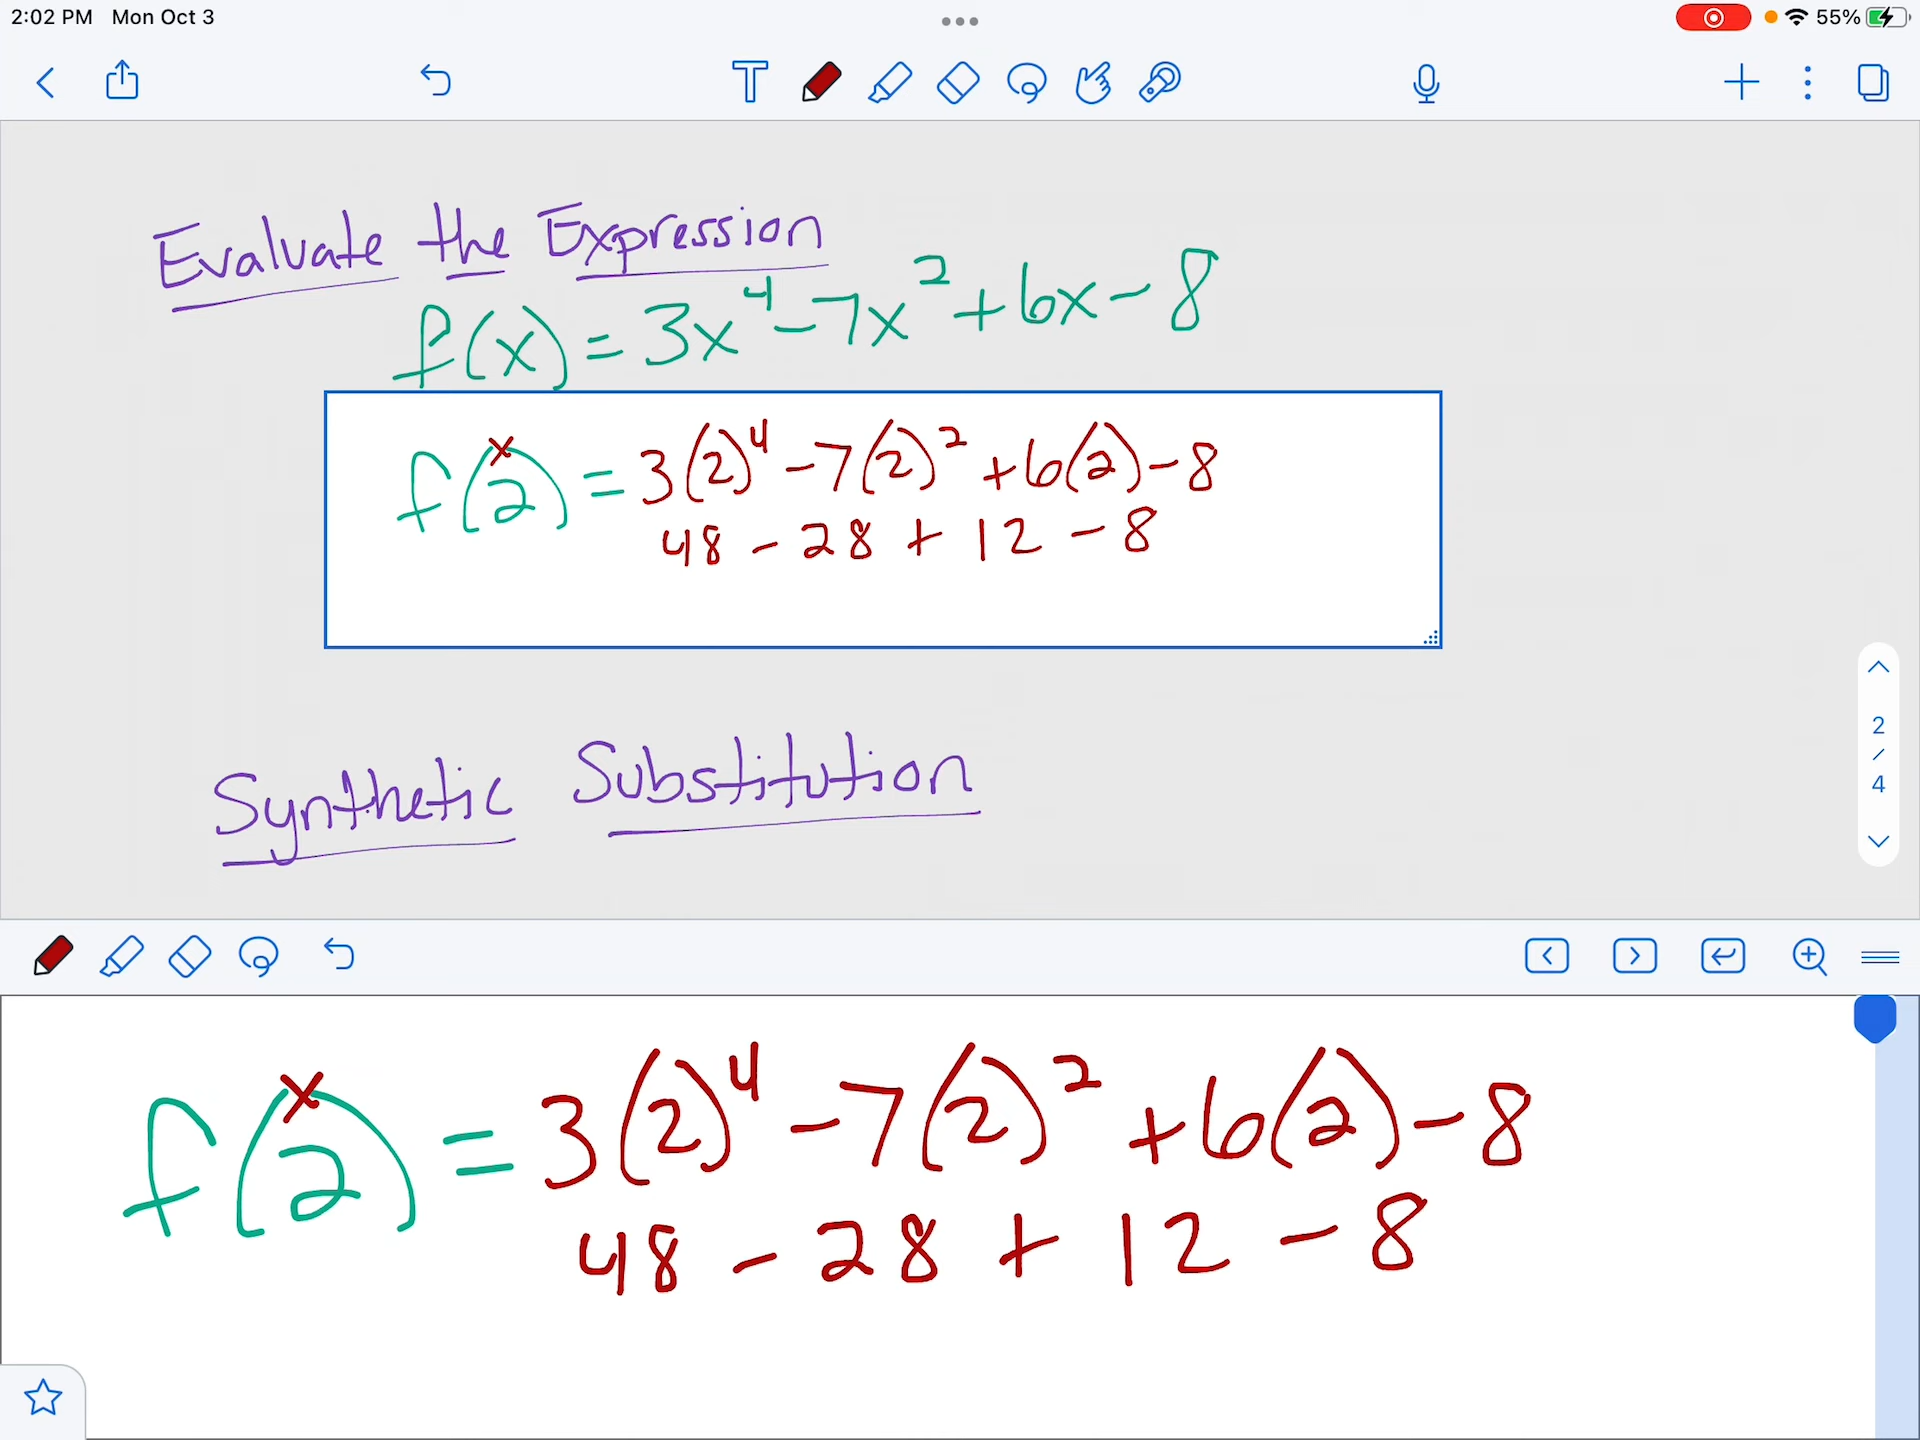 2:02 PM Mon Oct 3
55%
T
Evaluate the Expression
f(x) = 3x⁴ - 7x² + 6x - 8
x
f(2) = 3(2)⁴ - 7(2)² + 6(2) - 8
48 - 28 + 12 - 8
Synthetic Substitution
2
/
4
x
f(2) = 3(2)⁴ - 7(2)² + 6(2) - 8
48 - 28 + 12 - 8